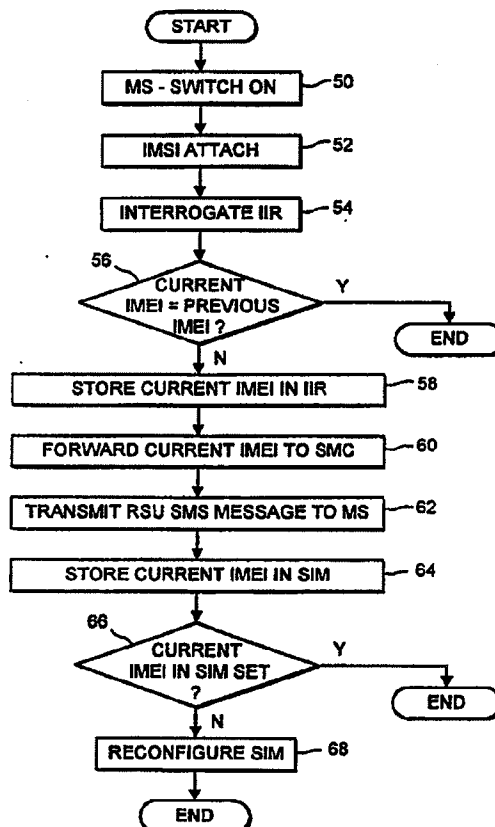 START
MS - SWITCH ON
50
IMSI ATTACH
52
INTERROGATE IIR
54
56
CURRENT
IMEI = PREVIOUS
IMEI ?
Y
END
N
STORE CURRENT IMEI IN IIR
58
FORWARD CURRENT IMEI TO SMC
60
TRANSMIT RSU SMS MESSAGE TO MS
62
STORE CURRENT IMEI IN SIM
64
66
CURRENT
IMEI IN SIM SET
?
Y
END
N
RECONFIGURE SIM
68
END